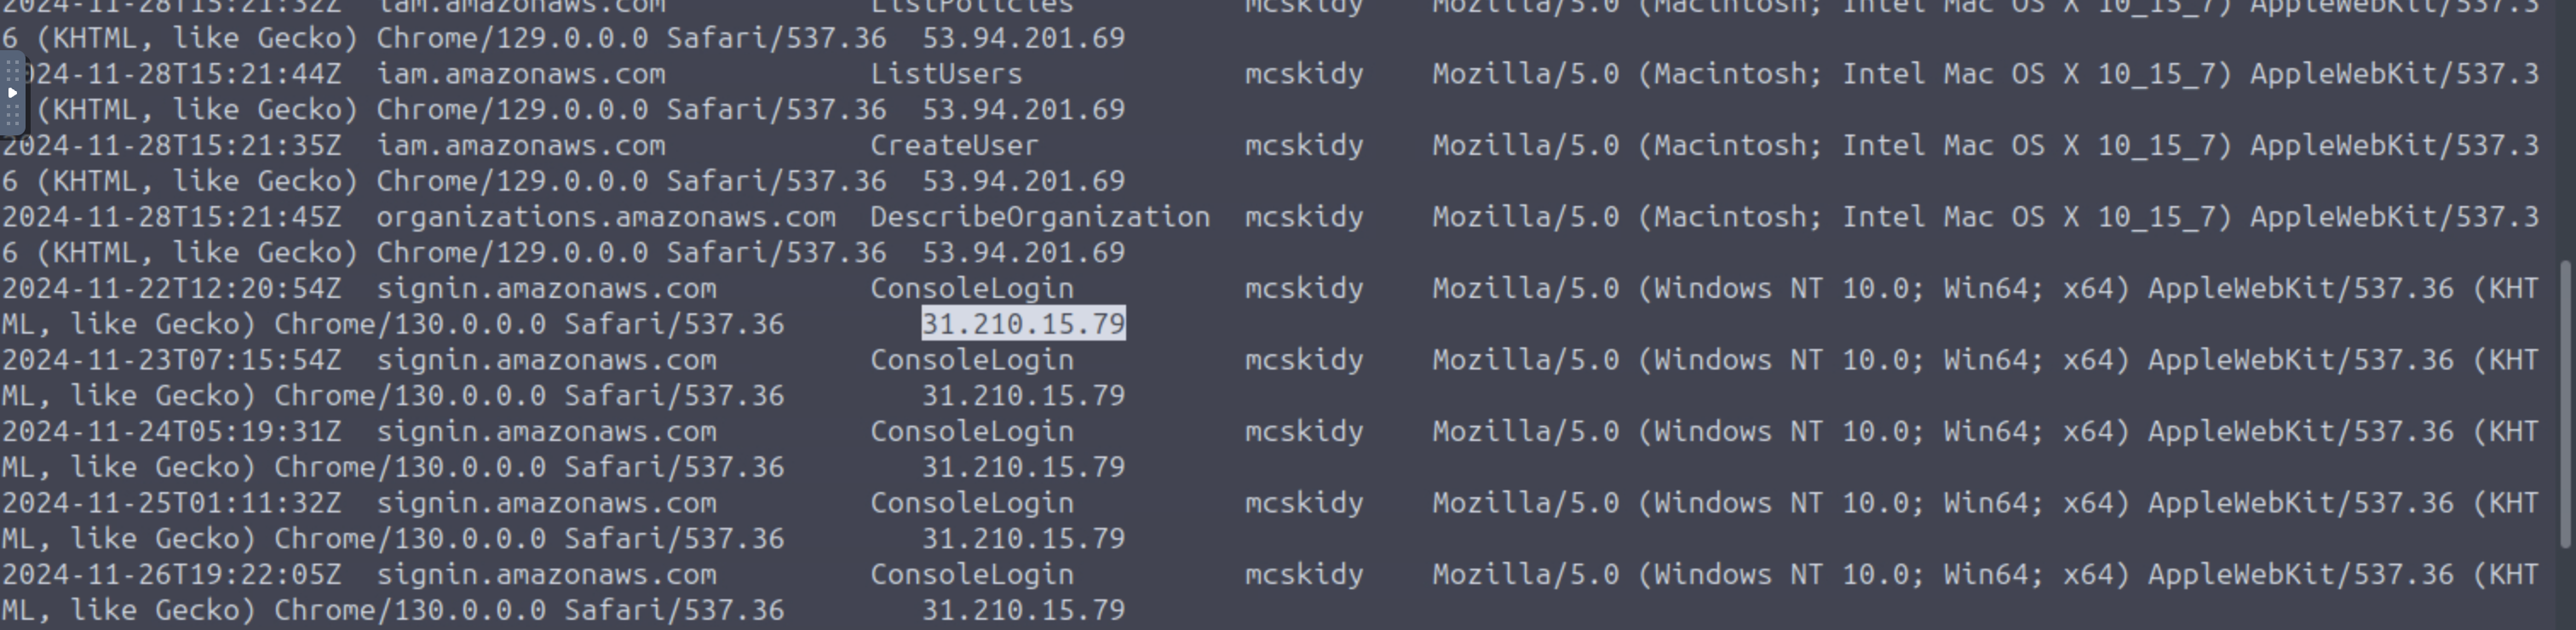 2024-11-28T15:21:32Z  iam.amazonaws.com            ListPolicies          mcskidy    Mozilla/5.0 (Macintosh; Intel Mac OS X 10_15_7) AppleWebKit/537.3
6 (KHTML, like Gecko) Chrome/129.0.0.0 Safari/537.36  53.94.201.69
024-11-28T15:21:44Z  iam.amazonaws.com            ListUsers             mcskidy    Mozilla/5.0 (Macintosh; Intel Mac OS X 10_15_7) AppleWebKit/537.3
(KHTML, like Gecko) Chrome/129.0.0.0 Safari/537.36  53.94.201.69
2024-11-28T15:21:35Z  iam.amazonaws.com            CreateUser            mcskidy    Mozilla/5.0 (Macintosh; Intel Mac OS X 10_15_7) AppleWebKit/537.3
6 (KHTML, like Gecko) Chrome/129.0.0.0 Safari/537.36  53.94.201.69
2024-11-28T15:21:45Z  organizations.amazonaws.com  DescribeOrganization  mcskidy    Mozilla/5.0 (Macintosh; Intel Mac OS X 10_15_7) AppleWebKit/537.3
6 (KHTML, like Gecko) Chrome/129.0.0.0 Safari/537.36  53.94.201.69
2024-11-22T12:20:54Z  signin.amazonaws.com         ConsoleLogin          mcskidy    Mozilla/5.0 (Windows NT 10.0; Win64; x64) AppleWebKit/537.36 (KHT
ML, like Gecko) Chrome/130.0.0.0 Safari/537.36        31.210.15.79
2024-11-23T07:15:54Z  signin.amazonaws.com         ConsoleLogin          mcskidy    Mozilla/5.0 (Windows NT 10.0; Win64; x64) AppleWebKit/537.36 (KHT
ML, like Gecko) Chrome/130.0.0.0 Safari/537.36        31.210.15.79
2024-11-24T05:19:31Z  signin.amazonaws.com         ConsoleLogin          mcskidy    Mozilla/5.0 (Windows NT 10.0; Win64; x64) AppleWebKit/537.36 (KHT
ML, like Gecko) Chrome/130.0.0.0 Safari/537.36        31.210.15.79
2024-11-25T01:11:32Z  signin.amazonaws.com         ConsoleLogin          mcskidy    Mozilla/5.0 (Windows NT 10.0; Win64; x64) AppleWebKit/537.36 (KHT
ML, like Gecko) Chrome/130.0.0.0 Safari/537.36        31.210.15.79
2024-11-26T19:22:05Z  signin.amazonaws.com         ConsoleLogin          mcskidy    Mozilla/5.0 (Windows NT 10.0; Win64; x64) AppleWebKit/537.36 (KHT
ML, like Gecko) Chrome/130.0.0.0 Safari/537.36        31.210.15.79